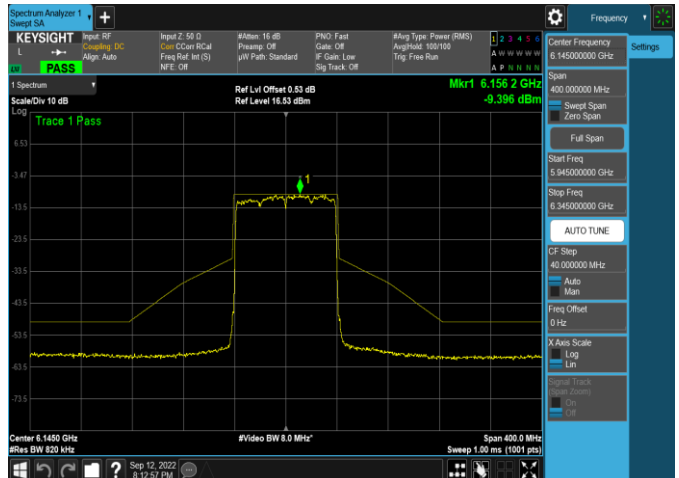 Spectrum Analyzer 1
Swept SA
Frequency
KEYSIGHT
L
PASS
Input: RF
Coupling: DC
Align: Auto
Input Z: 50 Ω
Corr CCorr RCal
Freq Ref: Int (S)
NFE: Off
#Atten: 16 dB
Preamp: Off
µW Path: Standard
PNO: Fast
Gate: Off
IF Gain: Low
Sig Track: Off
#Avg Type: Power (RMS)
Avg|Hold: 100/100
Trig: Free Run
1 2 3 4 5 6
A W W W W W
A P N N N N
1 Spectrum
Scale/Div 10 dB
Log
Ref Lvl Offset 0.53 dB
Ref Level 16.53 dBm
Mkr1 6.156 2 GHz
-9.396 dBm
Trace 1 Pass
1
6.53
-3.47
-13.5
-23.5
-33.5
-43.5
-53.5
-63.5
-73.5
Center 6.1450 GHz
#Res BW 820 kHz
#Video BW 8.0 MHz*
Span 400.0 MHz
Sweep 1.00 ms (1001 pts)
Sep 12, 2022
8:12:57 PM
Settings
Center Frequency
6.145000000 GHz
Span
400.000000 MHz
Swept Span
Zero Span
Full Span
Start Freq
5.945000000 GHz
Stop Freq
6.345000000 GHz
AUTO TUNE
CF Step
40.000000 MHz
Auto
Man
Freq Offset
0 Hz
X Axis Scale
Log
Lin
Signal Track
(Span Zoom)
On
Off